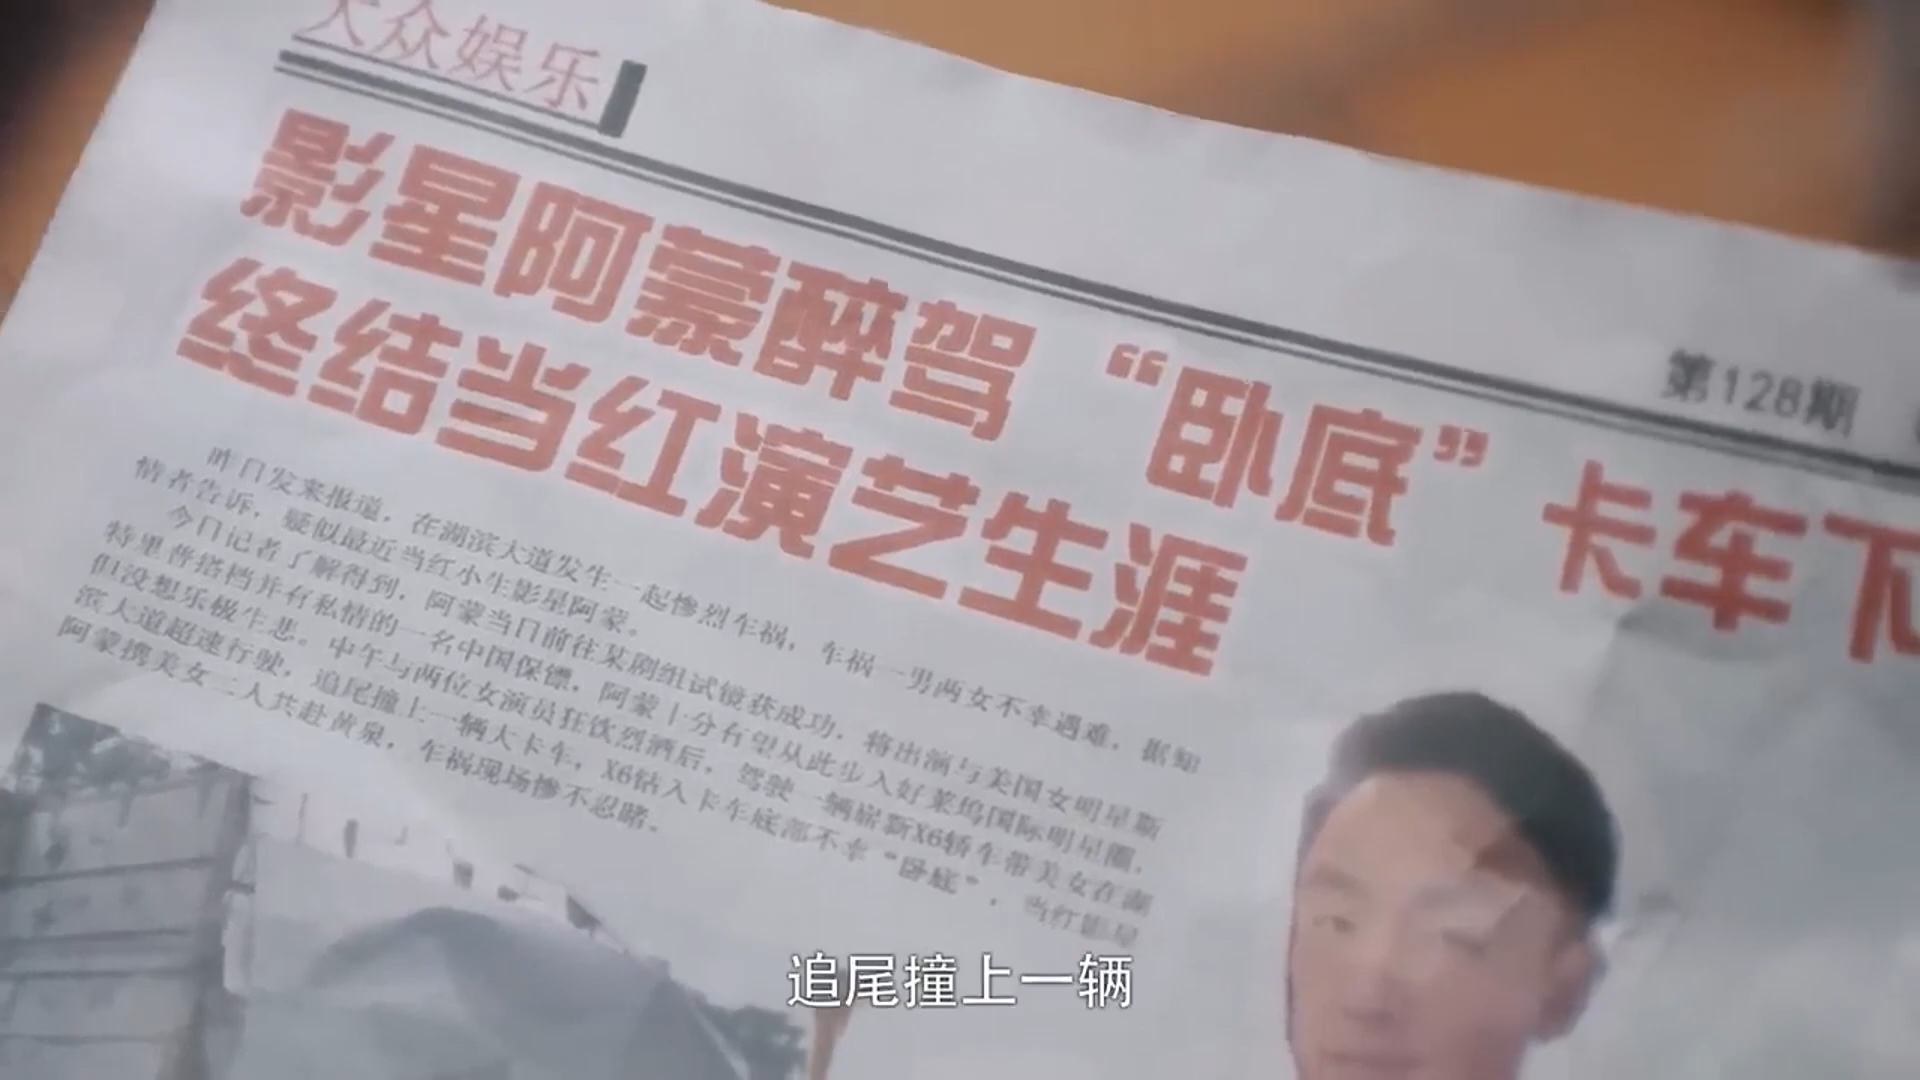 大众娱乐
第128期
影星阿蒙醉驾“卧底”卡车下
终结当红演艺生涯
昨日发来报道，在湖滨大道发生一起惨烈车祸，车祸一男两女不幸遇难，据知
情者告诉，疑似最近当红小生影星阿蒙。
今日记者了解得到，阿蒙当日前往某剧组试镜获成功，将出演与美国女明星斯
特里普搭档并有私情的一名中国保镖，阿蒙十分有望从此步入好莱坞国际明星圈，
但没想乐极生悲。中午与两位女演员狂饮烈酒后，驾驶一辆崭新X6轿车带美女在湖
滨大道超速行驶，追尾撞上一辆大卡车，X6钻入卡车底部不幸“卧底”，当红影星
阿蒙携美女二人共赴黄泉，车祸现场惨不忍睹。
追尾撞上一辆